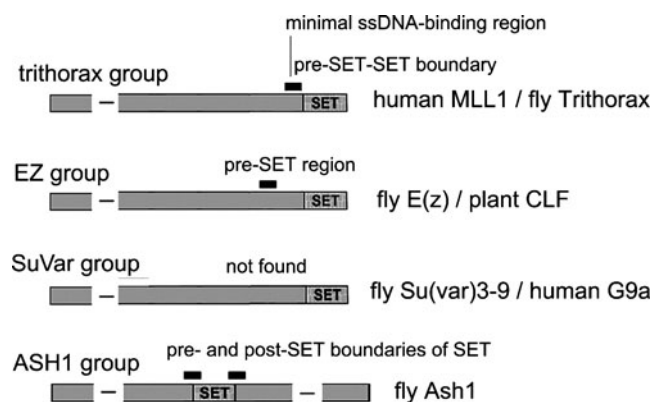 minimal ssDNA-binding region
pre-SET-SET boundary
trithorax group
SET
human MLL1 / fly Trithorax
EZ group
pre-SET region
SET
fly E(z) / plant CLF
SuVar group
not found
SET
fly Su(var)3-9 / human G9a
ASH1 group
pre- and post-SET boundaries of SET
SET
fly Ash1